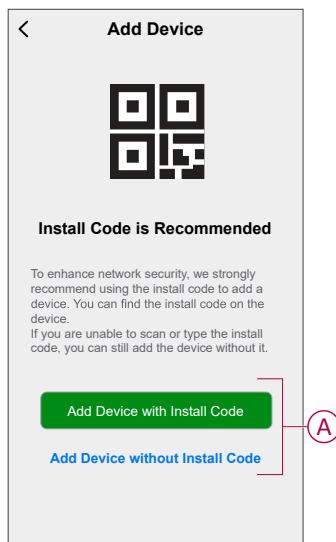 Add Device
Install Code is Recommended
To enhance network security, we strongly
recommend using the install code to add a
device. You can find the install code on the
device.
If you are unable to scan or type the install
code, you can still add the device without it.
Add Device with Install Code
A
Add Device without Install Code